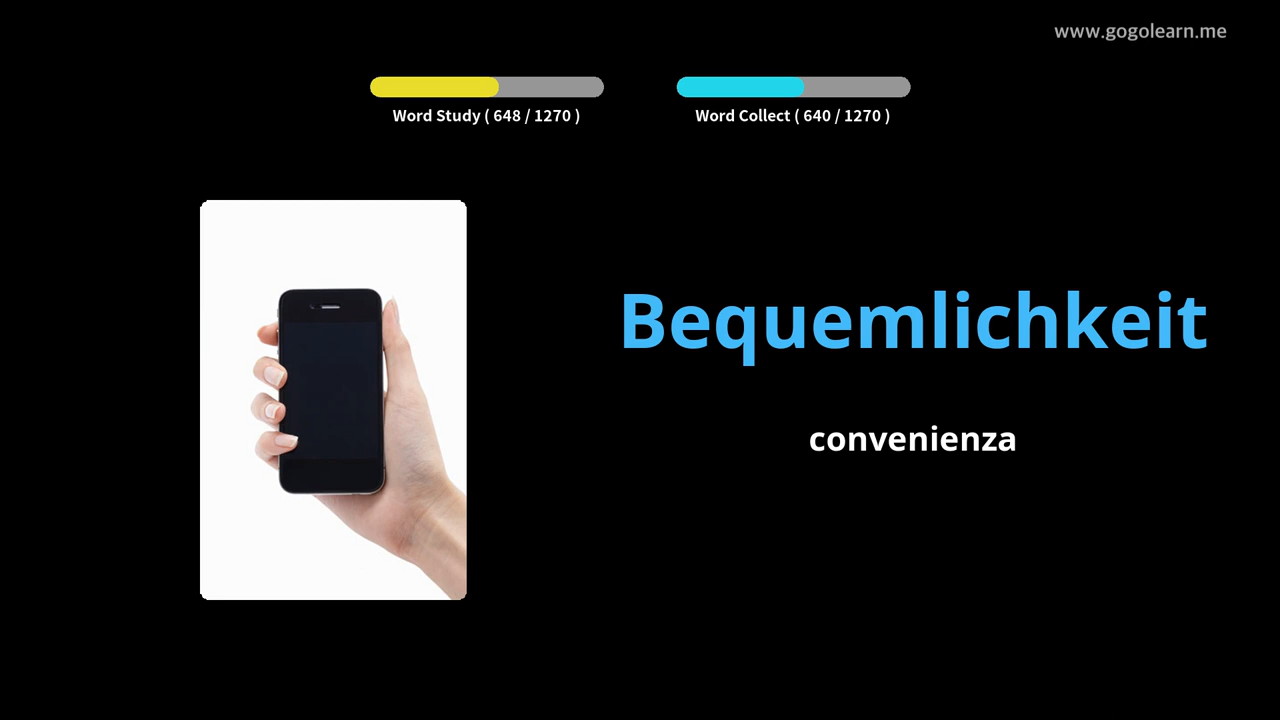 www.gogolearn.me
Word Study ( 648 / 1270 )
Word Collect ( 640 / 1270 )
Bequemlichkeit
convenienza